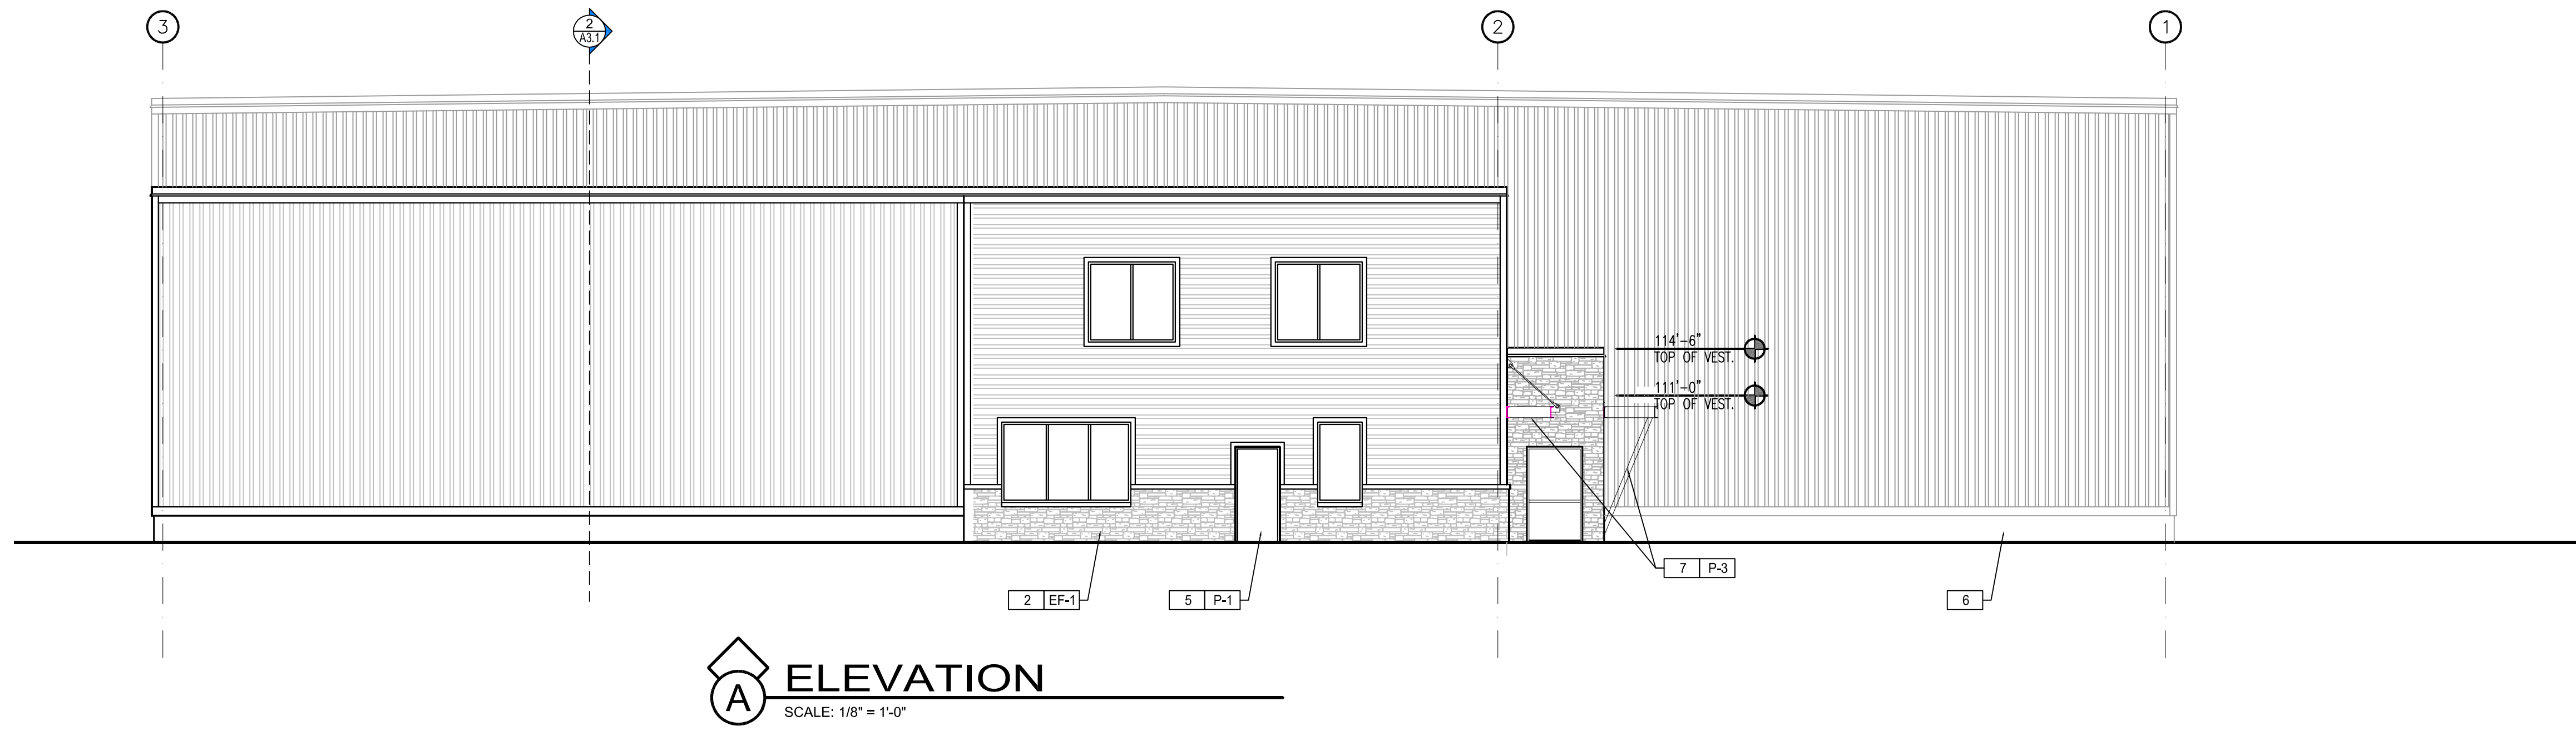 3
2
A3.1
2
1
114'-6"
TOP OF VEST.
111'-0"
TOP OF VEST.
7 P-3
2 EF-1
5 P-1
6
A
ELEVATION
SCALE: 1/8" = 1'-0"